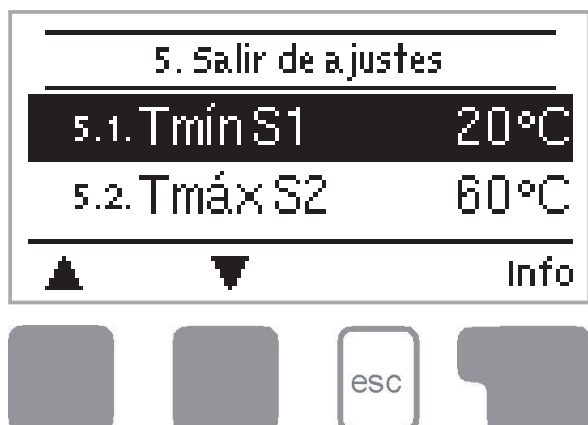 5. Salir de ajustes
5.1. Tmín S1 20°C
5.2. Tmáx S2 60°C
Info
esc